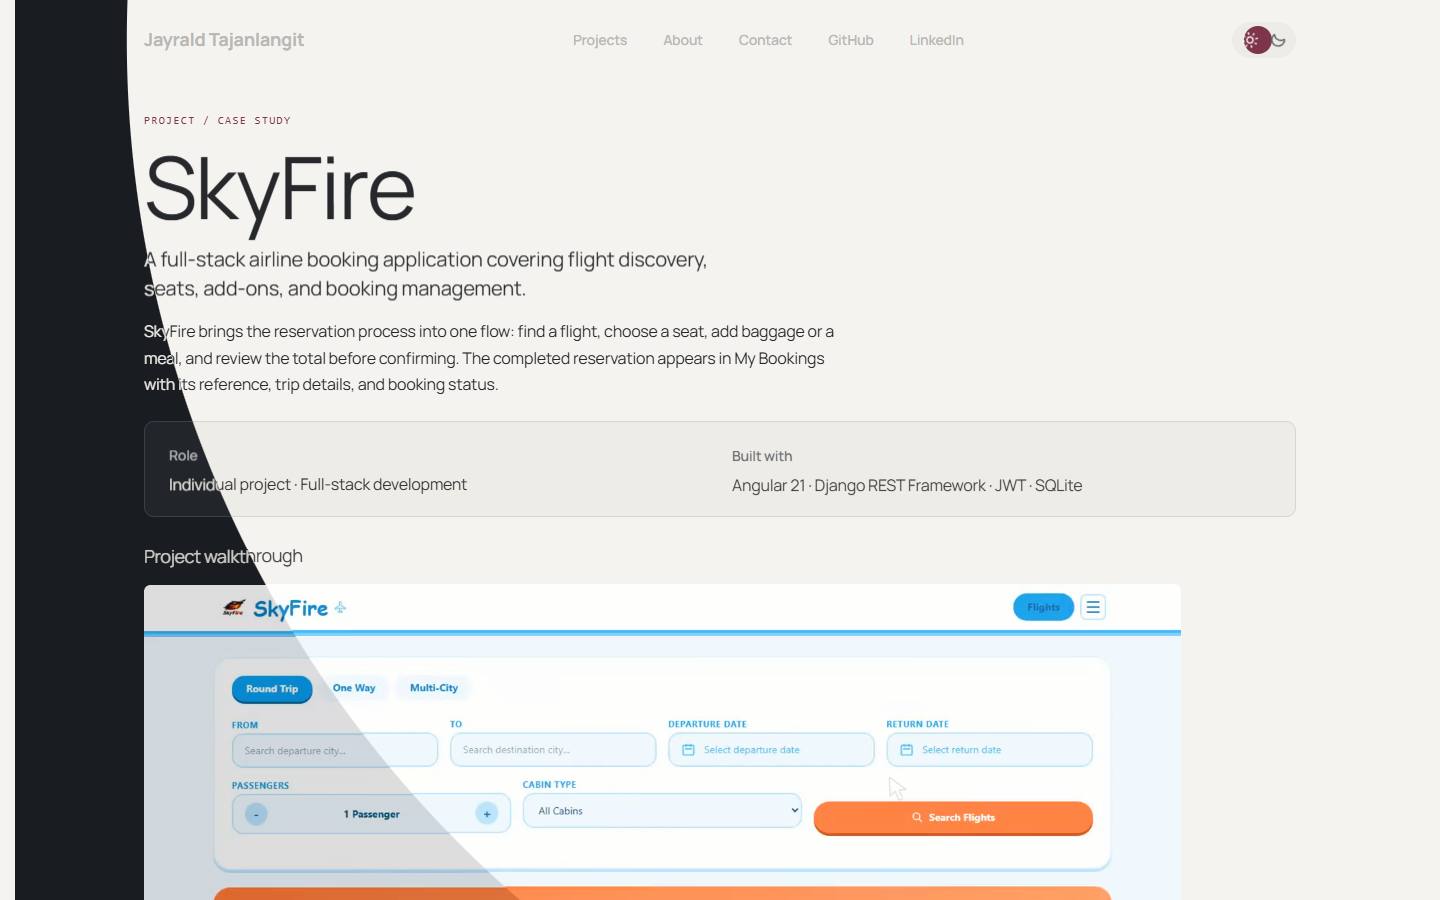 Jayrald Tajanlangit
Projects
About
Contact
GitHub
LinkedIn
PROJECT / CASE STUDY
SkyFire
A full-stack airline booking application covering flight discovery,
seats, add-ons, and booking management.
SkyFire brings the reservation process into one flow: find a flight, choose a seat, add baggage or a
meal, and review the total before confirming. The completed reservation appears in My Bookings
with its reference, trip details, and booking status.
Role
Individual project · Full-stack development
Built with
Angular 21 · Django REST Framework · JWT · SQLite
Project walkthrough
SkyFire
SkyFire
Flights
Round Trip
One Way
Multi-City
FROM
Search departure city...
TO
Search destination city...
DEPARTURE DATE
Select departure date
RETURN DATE
Select return date
PASSENGERS
-
1 Passenger
+
CABIN TYPE
All Cabins
Search Flights